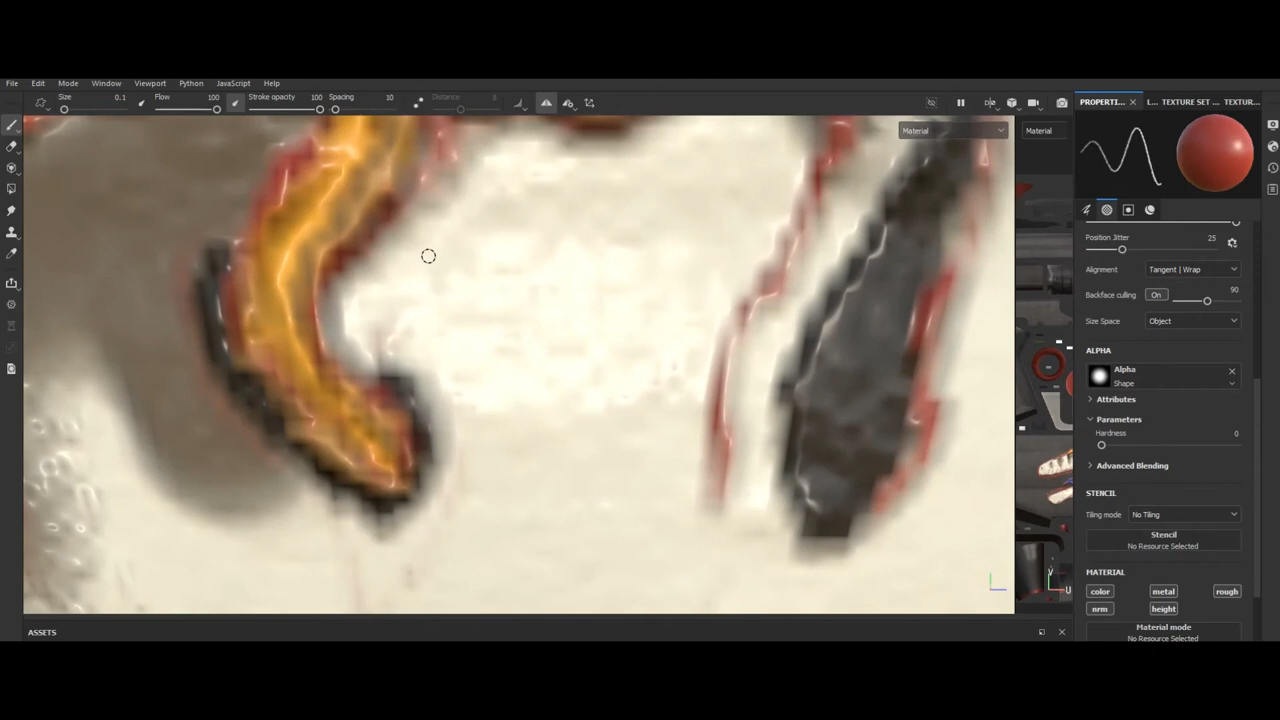 File Edit Mode Window Viewport Python JavaScript Help
Size 0.1 Flow 100 Stroke opacity 100 Spacing 10 Distance 8
PROPERTI... L... TEXTURE SET ... TEXTUR...
Material
Material
Position Jitter 25
Alignment Tangent | Wrap
Backface culling On 90
Size Space Object
ALPHA
Alpha
Shape
Attributes
Parameters
Hardness 0
Advanced Blending
STENCIL
Tiling mode No Tiling
Stencil
No Resource Selected
MATERIAL
color metal rough
nrm height
Material mode
No Resource Selected
V
U
ASSETS